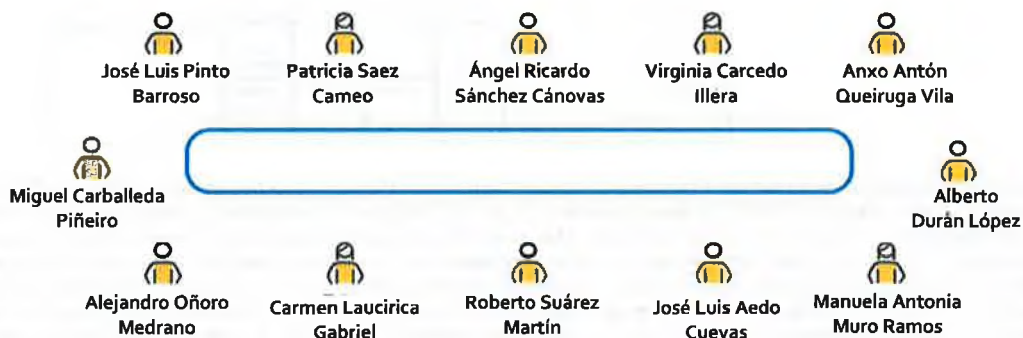 José Luis Pinto
Barroso
Patricia Saez
Cameo
Ángel Ricardo
Sánchez Cánovas
Virginia Carcedo
Illera
Anxo Antón
Queiruga Vila
Miguel Carballeda
Piñeiro
Alberto
Durán López
Alejandro Oñoro
Medrano
Carmen Laucirica
Gabriel
Roberto Suárez
Martín
José Luis Aedo
Cuevas
Manuela Antonia
Muro Ramos